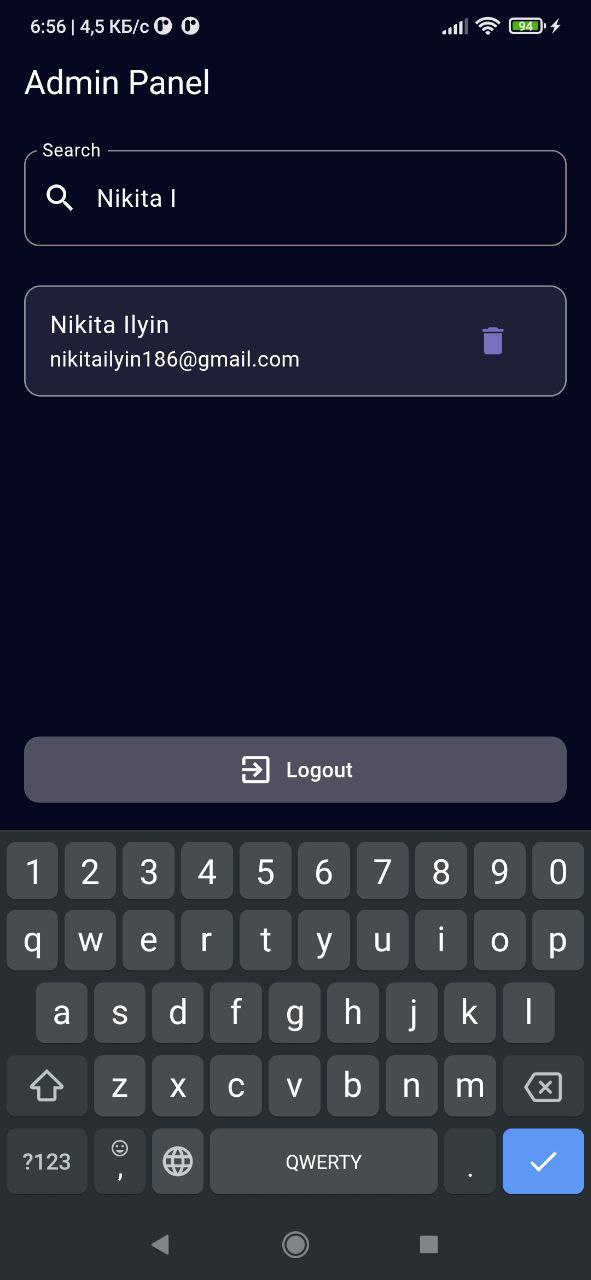 6:56 | 4,5 КБ/с
94
Admin Panel
Search
Nikita I
Nikita Ilyin
nikitailyin186@gmail.com
Logout
1 2 3 4 5 6 7 8 9 0
q w e r t y u i o p
a s d f g h j k l
z x c v b n m
?123 , QWERTY .